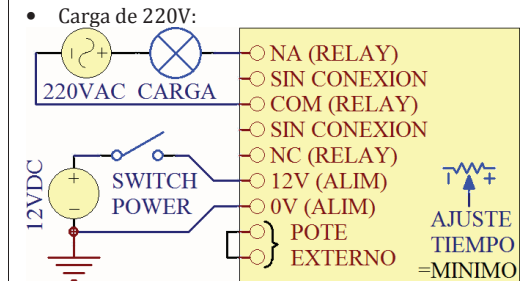 • Carga de 220V:
NA (RELAY)
SIN CONEXION
220VAC CARGA
COM (RELAY)
SIN CONEXION
NC (RELAY)
12VDC
SWITCH
POWER
12V (ALIM)
0V (ALIM)
POTE
EXTERNO
AJUSTE
TIEMPO
=MINIMO